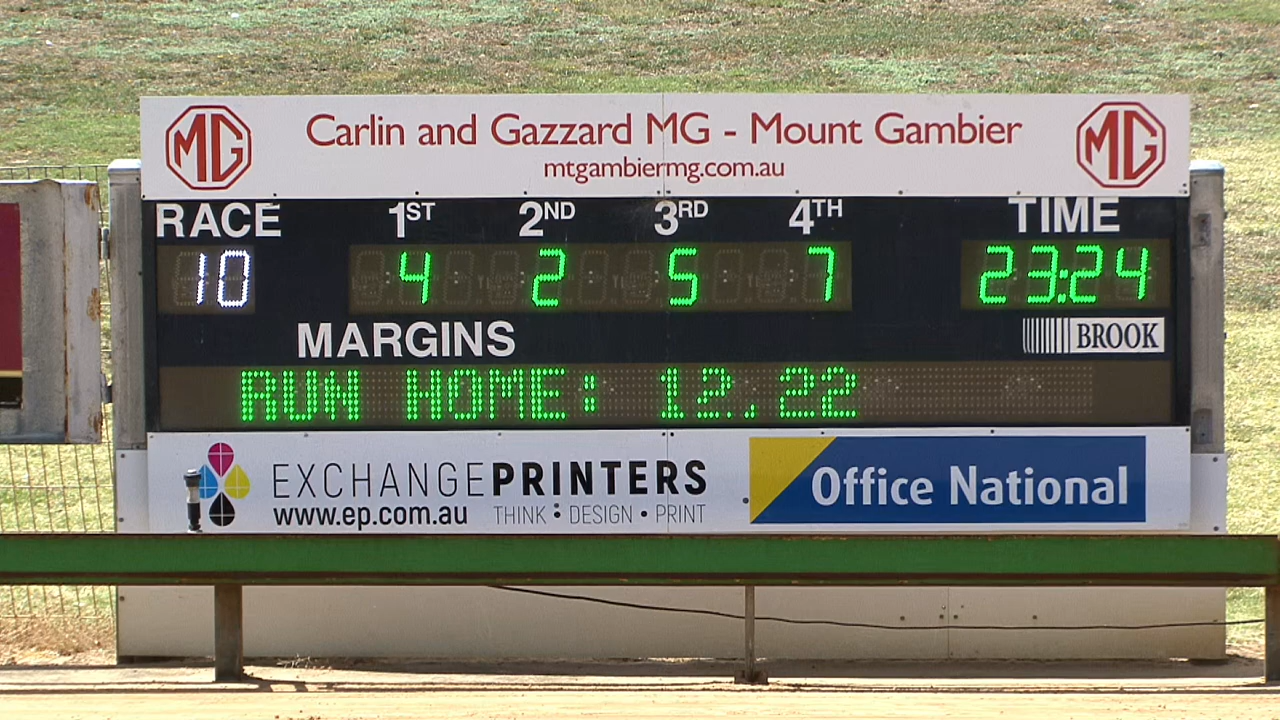 MG Carlin and Gazzard MG - Mount Gambier MG
mtgambiermg.com.au
RACE 1ST 2ND 3RD 4TH TIME
10 4 2 5 7 23:24
MARGINS BROOK
RUN HOME: 12.22
EXCHANGEPRINTERS Office National
www.ep.com.au THINK • DESIGN • PRINT